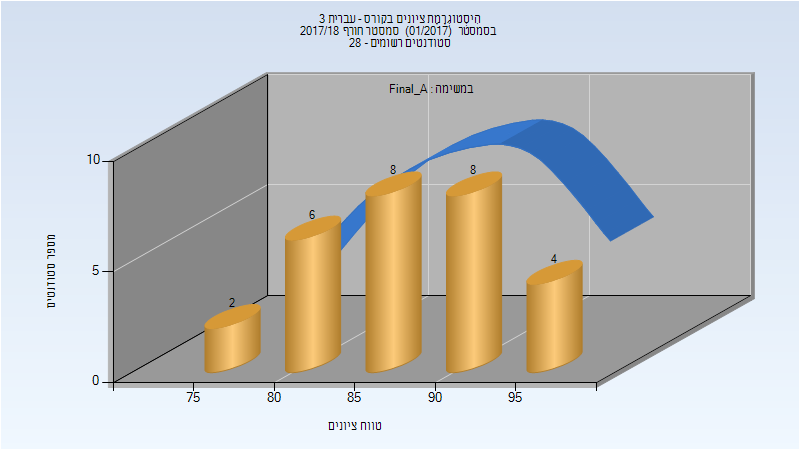 היסטוגרמת ציונים בקורס - עברית 3
בסמסטר (01/2017) סמסטר חורף 2017/18
סטודנטים רשומים - 28
במשימה : Final_A
10
5
0
מספר סטודנטים
2
6
8
8
4
75
80
85
90
95
טווח ציונים